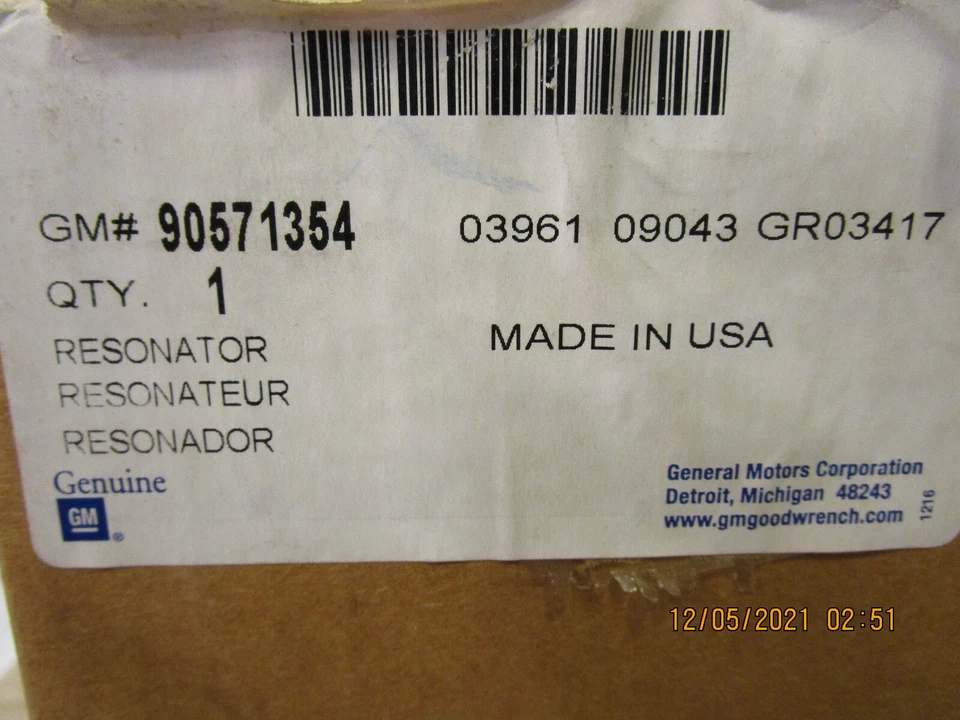 GM# 90571354 03961 09043 GR03417
QTY. 1
MADE IN USA
RESONATOR
RESONATEUR
RESONADOR
Genuine
GM®
General Motors Corporation
Detroit, Michigan 48243
www.gmgoodwrench.com
1216
12/05/2021 02:51